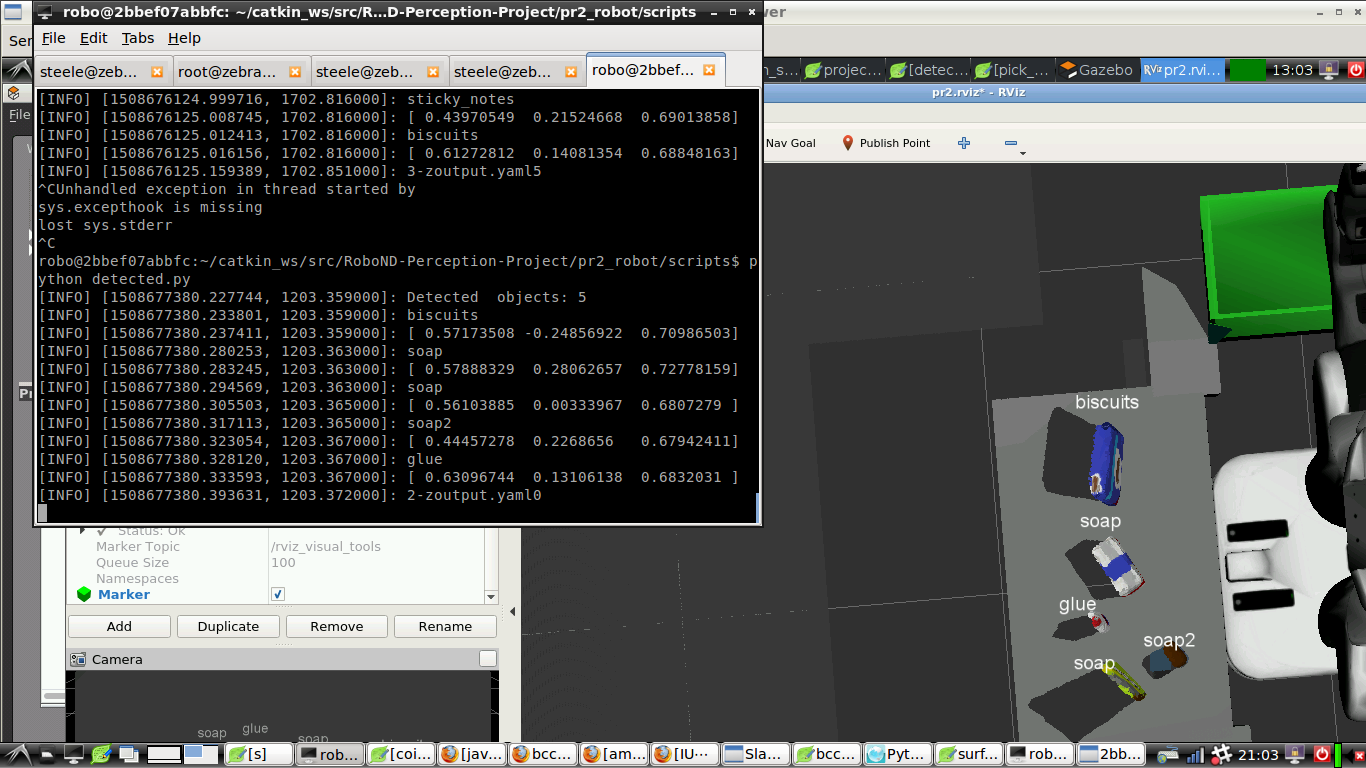 robo@2bbef07abbfc: ~/catkin_ws/src/R...D-Perception-Project/pr2_robot/scripts
File Edit Tabs Help
steele@zeb... root@zebra... steele@zeb... steele@zeb... robo@2bbef...
[INFO] [1508676124.999716, 1702.816000]: sticky_notes
[INFO] [1508676125.008745, 1702.816000]: [ 0.43970549  0.21524668  0.69013858]
[INFO] [1508676125.012413, 1702.816000]: biscuits
[INFO] [1508676125.016156, 1702.816000]: [ 0.61272812  0.14081354  0.68848163]
[INFO] [1508676125.159389, 1702.851000]: 3-zoutput.yaml5
^CUnhandled exception in thread started by
sys.excepthook is missing
lost sys.stderr
^C
robo@2bbef07abbfc:~/catkin_ws/src/RoboND-Perception-Project/pr2_robot/scripts$ p
ython detected.py
[INFO] [1508677380.227744, 1203.359000]: Detected  objects: 5
[INFO] [1508677380.233801, 1203.359000]: biscuits
[INFO] [1508677380.237411, 1203.359000]: [ 0.57173508 -0.24856922  0.70986503]
[INFO] [1508677380.280253, 1203.363000]: soap
[INFO] [1508677380.283245, 1203.363000]: [ 0.57888329  0.28062657  0.72778159]
[INFO] [1508677380.294569, 1203.363000]: soap
[INFO] [1508677380.305503, 1203.365000]: [ 0.56103885  0.00333967  0.6807279 ]
[INFO] [1508677380.317113, 1203.365000]: soap2
[INFO] [1508677380.323054, 1203.367000]: [ 0.44457278  0.2268656   0.67942411]
[INFO] [1508677380.328120, 1203.367000]: glue
[INFO] [1508677380.333593, 1203.367000]: [ 0.63096744  0.13106138  0.6832031 ]
[INFO] [1508677380.393631, 1203.372000]: 2-zoutput.yaml0
Ser
File
wer
n_s... projec... [detec... [pick_... Gazebo RViz pr2.rvi... 13:03
pr2.rviz* - RViz
Nav Goal Publish Point
biscuits
soap
glue
soap2
soap
Status: Ok
Marker Topic /rviz_visual_tools
Queue Size 100
Namespaces
Marker
Add Duplicate Remove Rename
Camera
glue
soap
soap
[s] rob... [coi... [jav... bcc... [am... [IU... Sla... bcc... Pyt... surf... rob... 2bb... 21:03